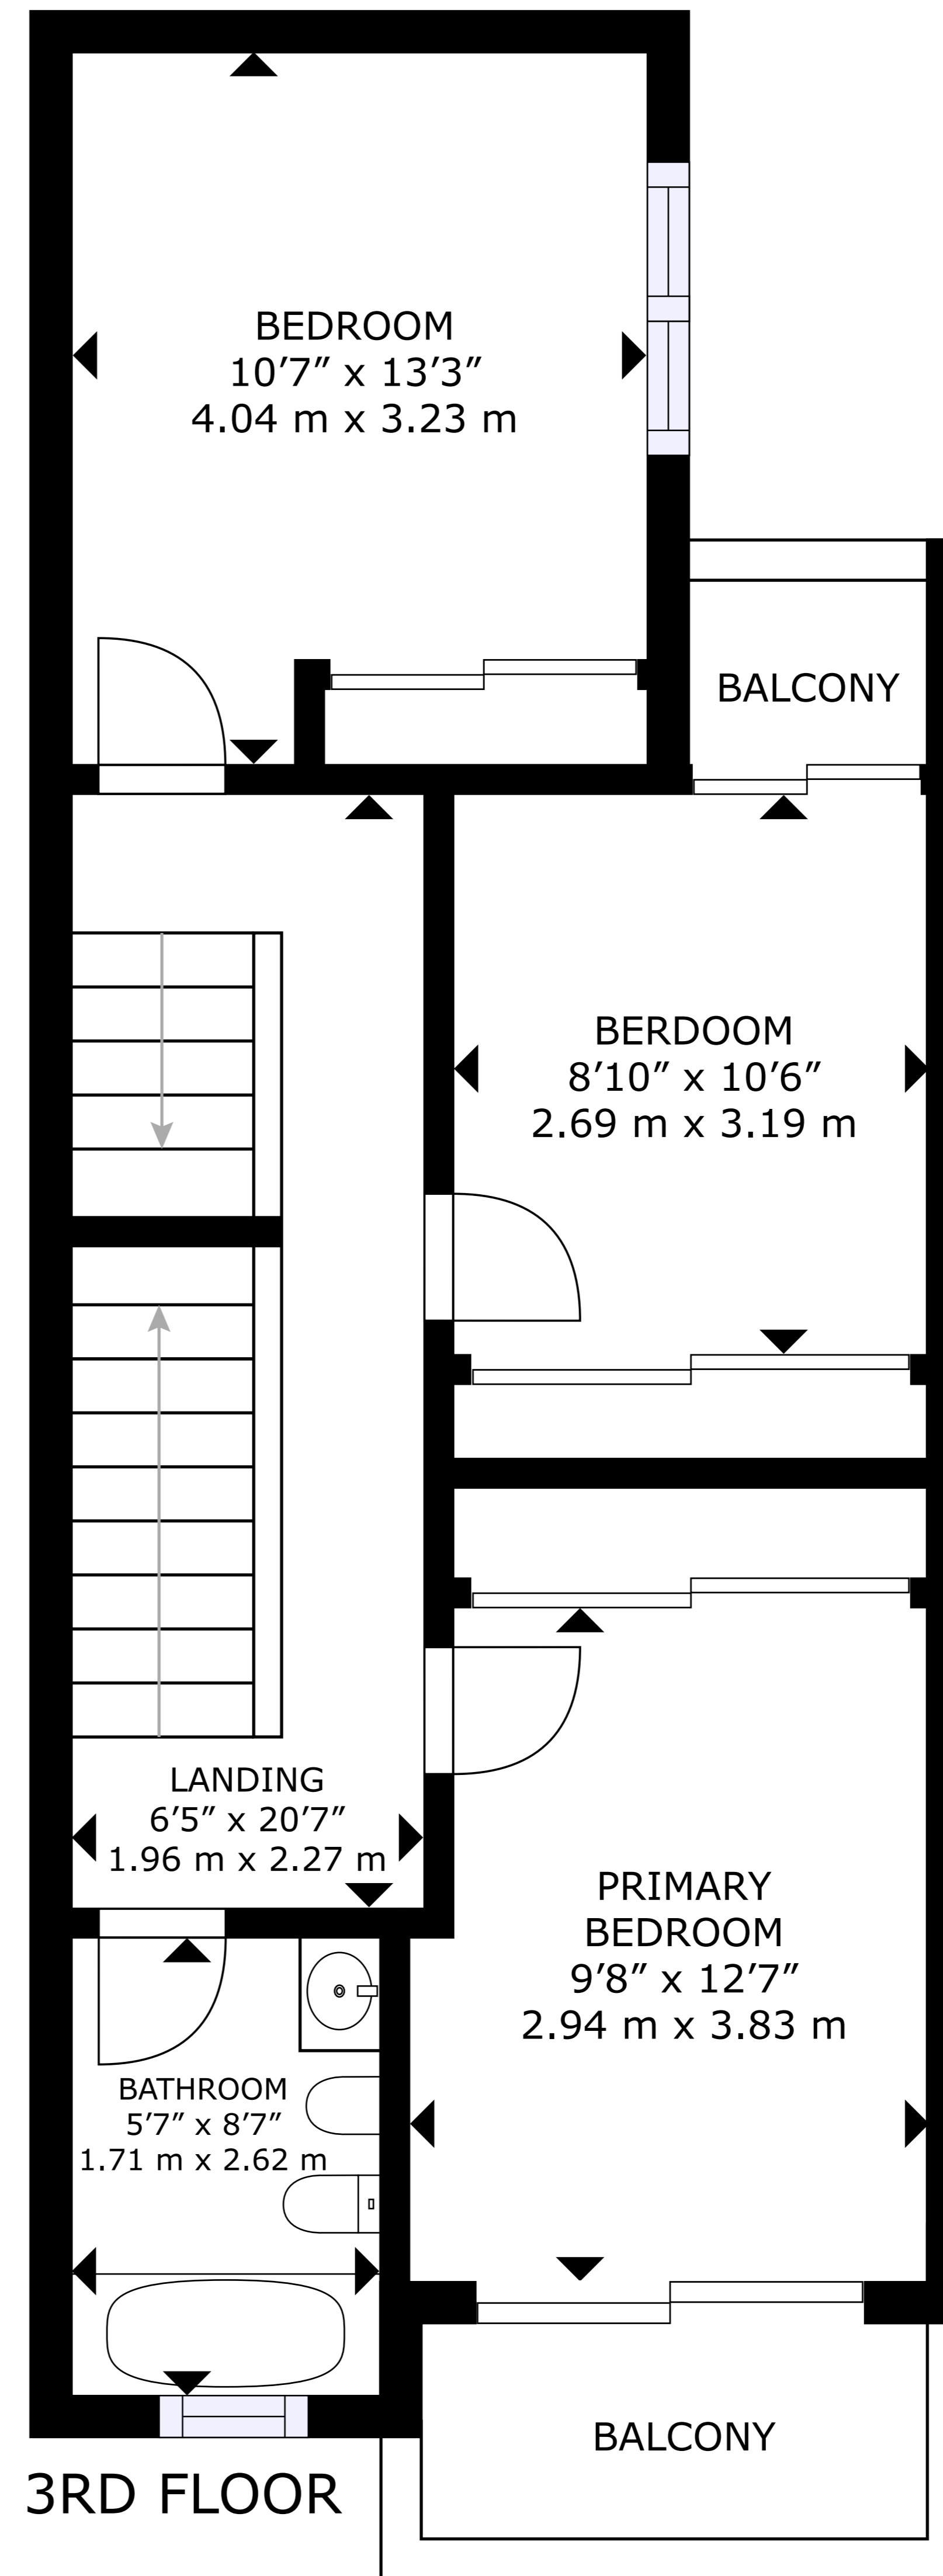 BEDROOM
10′7″ x 13′3″
4.04 m x 3.23 m
BALCONY
BERDOOM
8′10″ x 10′6″
2.69 m x 3.19 m
LANDING
6′5″ x 20′7″
1.96 m x 2.27 m
PRIMARY
BEDROOM
9′8″ x 12′7″
2.94 m x 3.83 m
BATHROOM
5′7″ x 8′7″
1.71 m x 2.62 m
BALCONY
3RD FLOOR